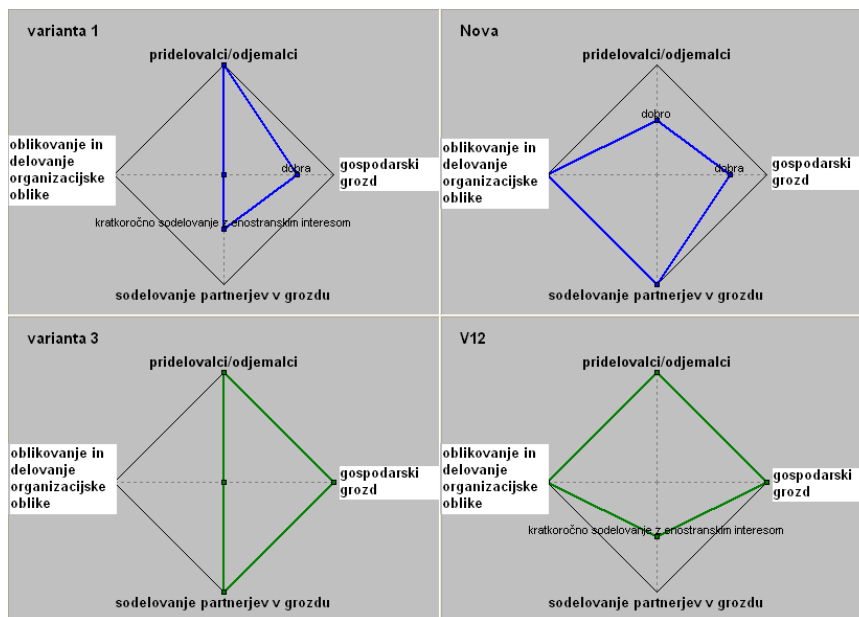 varianta 1
pridelovalci/odjemalci
oblikovanje in
delovanje
organizacijske
oblike
dobra
gospodarski
grozd
kratkoročno sodelovanje z enostranskim interesom
sodelovanje partnerjev v grozdu
Nova
pridelovalci/odjemalci
dobro
oblikovanje in
delovanje
organizacijske
oblike
dobra
gospodarski
grozd
sodelovanje partnerjev v grozdu
varianta 3
pridelovalci/odjemalci
oblikovanje in
delovanje
organizacijske
oblike
gospodarski
grozd
sodelovanje partnerjev v grozdu
V12
pridelovalci/odjemalci
oblikovanje in
delovanje
organizacijske
oblike
gospodarski
grozd
kratkoročno sodelovanje z enostranskim interesom
sodelovanje partnerjev v grozdu